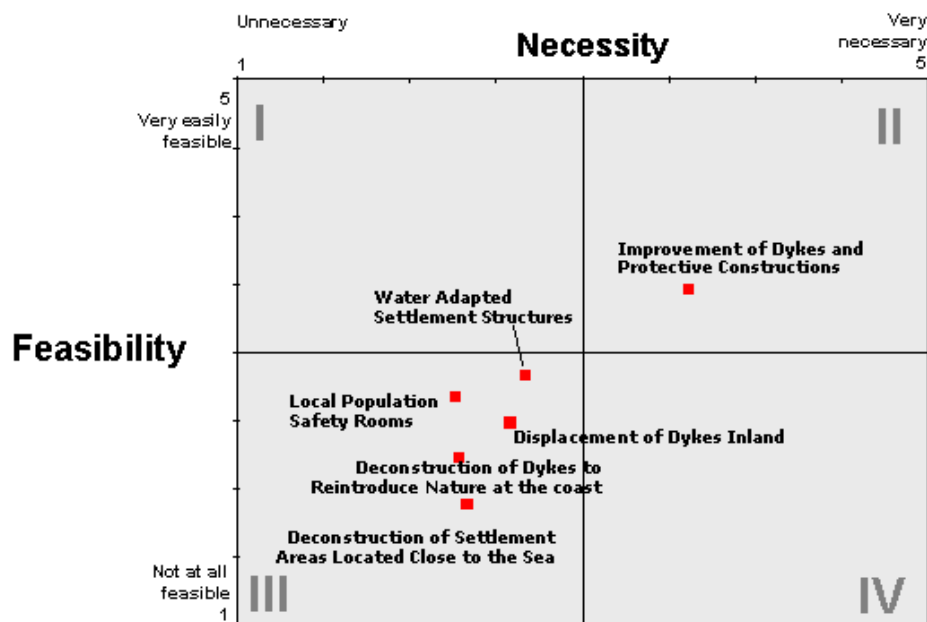 Unnecessary
Very
necessary
Necessity
1
5
5
Very easily
feasible
I
II
Improvement of Dykes and
Protective Constructions
Water Adapted
Settlement Structures
Feasibility
Local Population
Safety Rooms
Displacement of Dykes Inland
Deconstruction of Dykes to
Reintroduce Nature at the coast
Deconstruction of Settlement
Areas Located Close to the Sea
Not at all
feasible
1
III
IV